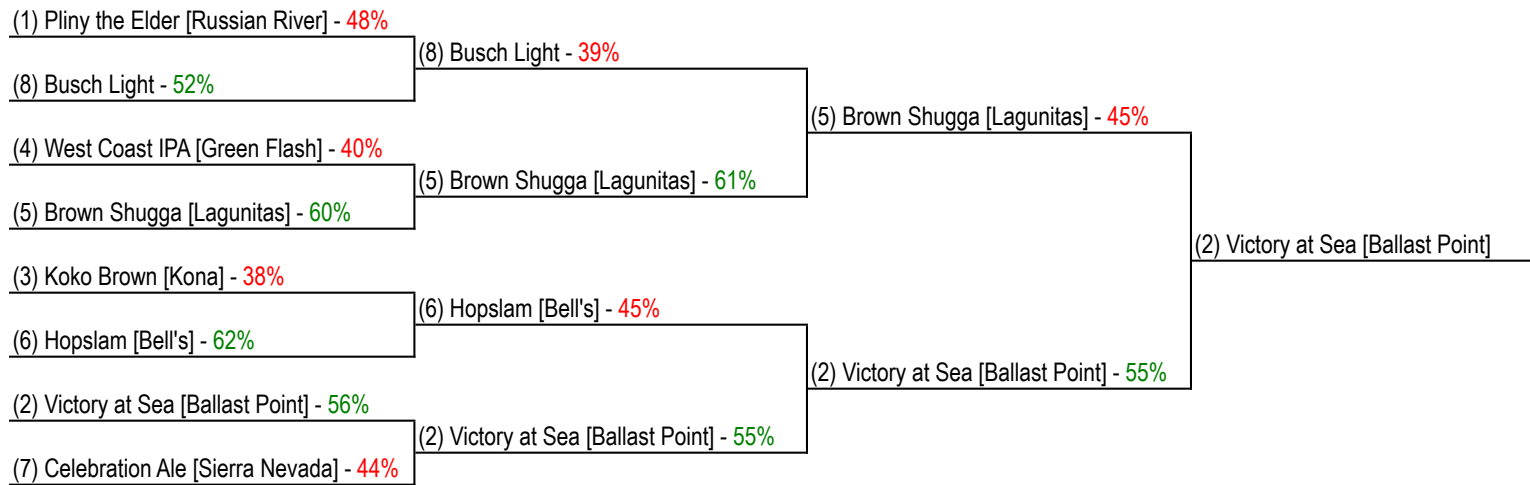 (1) Pliny the Elder [Russian River] - 48%
(8) Busch Light - 52%
(4) West Coast IPA [Green Flash] - 40%
(5) Brown Shugga [Lagunitas] - 60%
(3) Koko Brown [Kona] - 38%
(6) Hopslam [Bell's] - 62%
(2) Victory at Sea [Ballast Point] - 56%
(7) Celebration Ale [Sierra Nevada] - 44%
(8) Busch Light - 39%
(5) Brown Shugga [Lagunitas] - 61%
(6) Hopslam [Bell's] - 45%
(2) Victory at Sea [Ballast Point] - 55%
(5) Brown Shugga [Lagunitas] - 45%
(2) Victory at Sea [Ballast Point] - 55%
(2) Victory at Sea [Ballast Point]